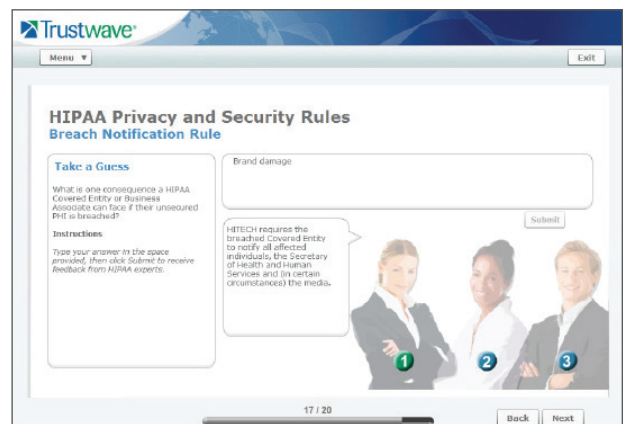 Trustwave®
Menu ▼
Exit
HIPAA Privacy and Security Rules
Breach Notification Rule
Take a Guess
What is one consequence a HIPAA
Covered Entity or Business
Associate can face if their unsecured
PHI is breached?
Instructions
Type your answer in the space
provided, then click Submit to receive
feedback from HIPAA experts.
Brand damage
Submit
HITECH requires the
breached Covered Entity
to notify all affected
individuals, the Secretary
of Health and Human
Services and (in certain
circumstances) the media.
1
2
3
17 / 20
Back
Next